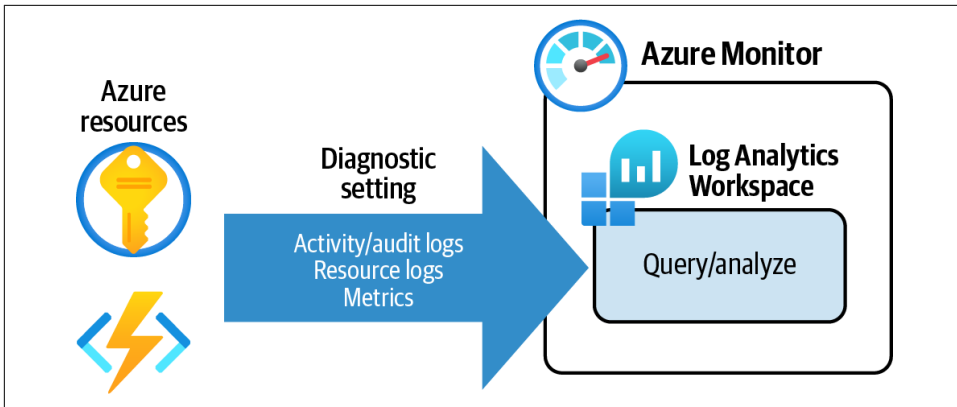 Azure
resources
Diagnostic
setting
Activity/audit logs
Resource logs
Metrics
Azure Monitor
Log Analytics
Workspace
Query/analyze